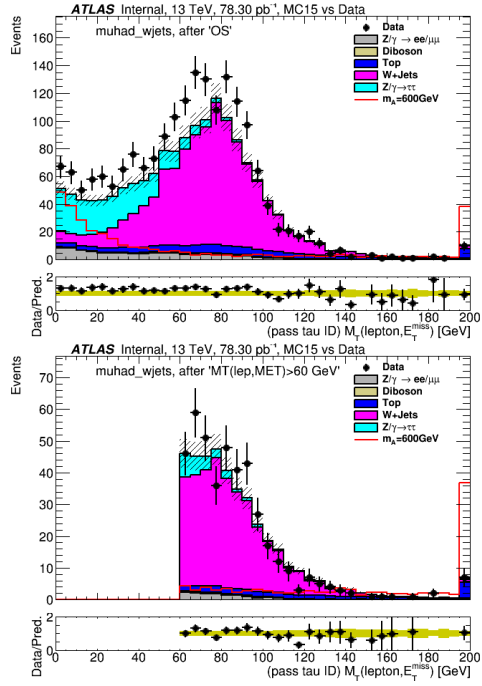 ATLAS Internal, 13 TeV, 78.30 pb⁻¹, MC15 vs Data
Events
muhad_wjets, after 'OS'
Data
Z/γ → ee/μμ
Diboson
Top
W+Jets
Z/γ→ττ
m_A=600GeV
160
140
120
100
80
60
40
20
0
Data/Pred.
2
1
0
0 20 40 60 80 100 120 140 160 180 200
(pass tau ID) M_T(lepton,E_T^miss) [GeV]
ATLAS Internal, 13 TeV, 78.30 pb⁻¹, MC15 vs Data
Events
muhad_wjets, after 'MT(lep,MET)>60 GeV'
Data
Z/γ → ee/μμ
Diboson
Top
W+Jets
Z/γ→ττ
m_A=600GeV
70
60
50
40
30
20
10
0
Data/Pred.
2
1
0
0 20 40 60 80 100 120 140 160 180 200
(pass tau ID) M_T(lepton,E_T^miss) [GeV]